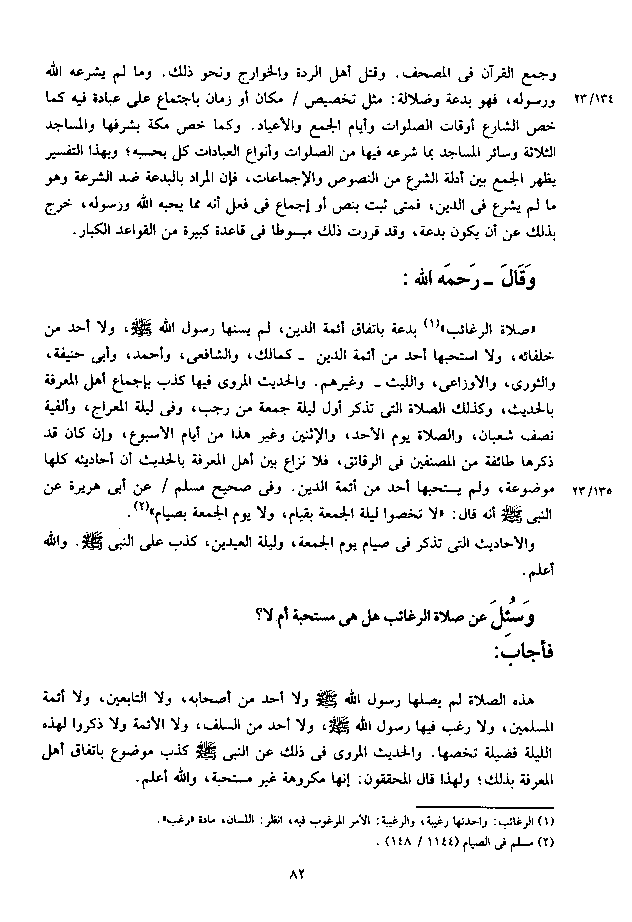 وجمع القرآن فى المصحف. وقتل أهل الردة والخوارج ونحو ذلك. وما لم يشرعه الله
٢٣/١٣٤ ورسوله، فهو بدعة وضلالة: مثل تخصيص / مكان أو زمان باجتماع على عبادة فيه كما
خص الشارع أوقات الصلوات وأيام الجمع والأعياد. وكما خص مكة بشرفها والمساجد
الثلاثة وسائر المساجد بما شرعه فيها من الصلوات وأنواع العبادات كل بحسبه؛ وبهذا التفسير
يظهر الجمع بين أدلة الشرع من النصوص والإجماعات، فإن المراد بالبدعة ضد الشرعة وهو
ما لم يشرع فى الدين، فمتى ثبت بنص أو إجماع فى فعل أنه مما يحبه الله ورسوله، خرج
بذلك عن أن يكون بدعة، وقد قررت ذلك مبسوطا فى قاعدة كبيرة من القواعد الكبار.
وَقَالَ ـ رَحمَه الله :
«صلاة الرغائب»(١) بدعة باتفاق أئمة الدين، لم يسنها رسول الله ﷺ، ولا أحد من
خلفائه، ولا استحبها أحد من أئمة الدين ـ كمالك، والشافعى، وأحمد، وأبى حنيفة،
والثورى، والأوزاعى، والليث ـ وغيرهم. والحديث المروى فيها كذب بإجماع أهل المعرفة
بالحديث، وكذلك الصلاة التى تذكر أول ليلة جمعة من رجب، وفى ليلة المعراج، وألفية
نصف شعبان، والصلاة يوم الأحد، والإثنين وغير هذا من أيام الأسبوع، وإن كان قد
ذكرها طائفة من المصنفين فى الرقائق، فلا نزاع بين أهل المعرفة بالحديث أن أحاديثه كلها
٢٣/١٣٥ موضوعة، ولم يستحبها أحد من أئمة الدين. وفى صحيح مسلم / عن أبى هريرة عن
النبى ﷺ أنه قال: «لا تخصوا ليلة الجمعة بقيام، ولا يوم الجمعة بصيام»(٢).
والأحاديث التى تذكر فى صيام يوم الجمعة، وليلة العيدين، كذب على النبى ﷺ. والله
أعلم.
وَسُئِلَ عن صلاة الرغائب هل هى مستحبة أم لا؟
فأجاب:
هذه الصلاة لم يصلها رسول الله ﷺ ولا أحد من أصحابه، ولا التابعين، ولا أئمة
المسلمين، ولا رغب فيها رسول الله ﷺ، ولا أحد من السلف، ولا الأئمة ولا ذكروا لهذه
الليلة فضيلة تخصها. والحديث المروى فى ذلك عن النبى ﷺ كذب موضوع باتفاق أهل
المعرفة بذلك؛ ولهذا قال المحققون: إنها مكروهة غير مستحبة، والله أعلم.
(١) الرغائب: واحدتها رغيبة، والرغيبة: الأمر المرغوب فيه، انظر: اللسان، مادة «رغب».
(٢) مسلم فى الصيام (١١٤٤ / ١٤٨) .
٨٢